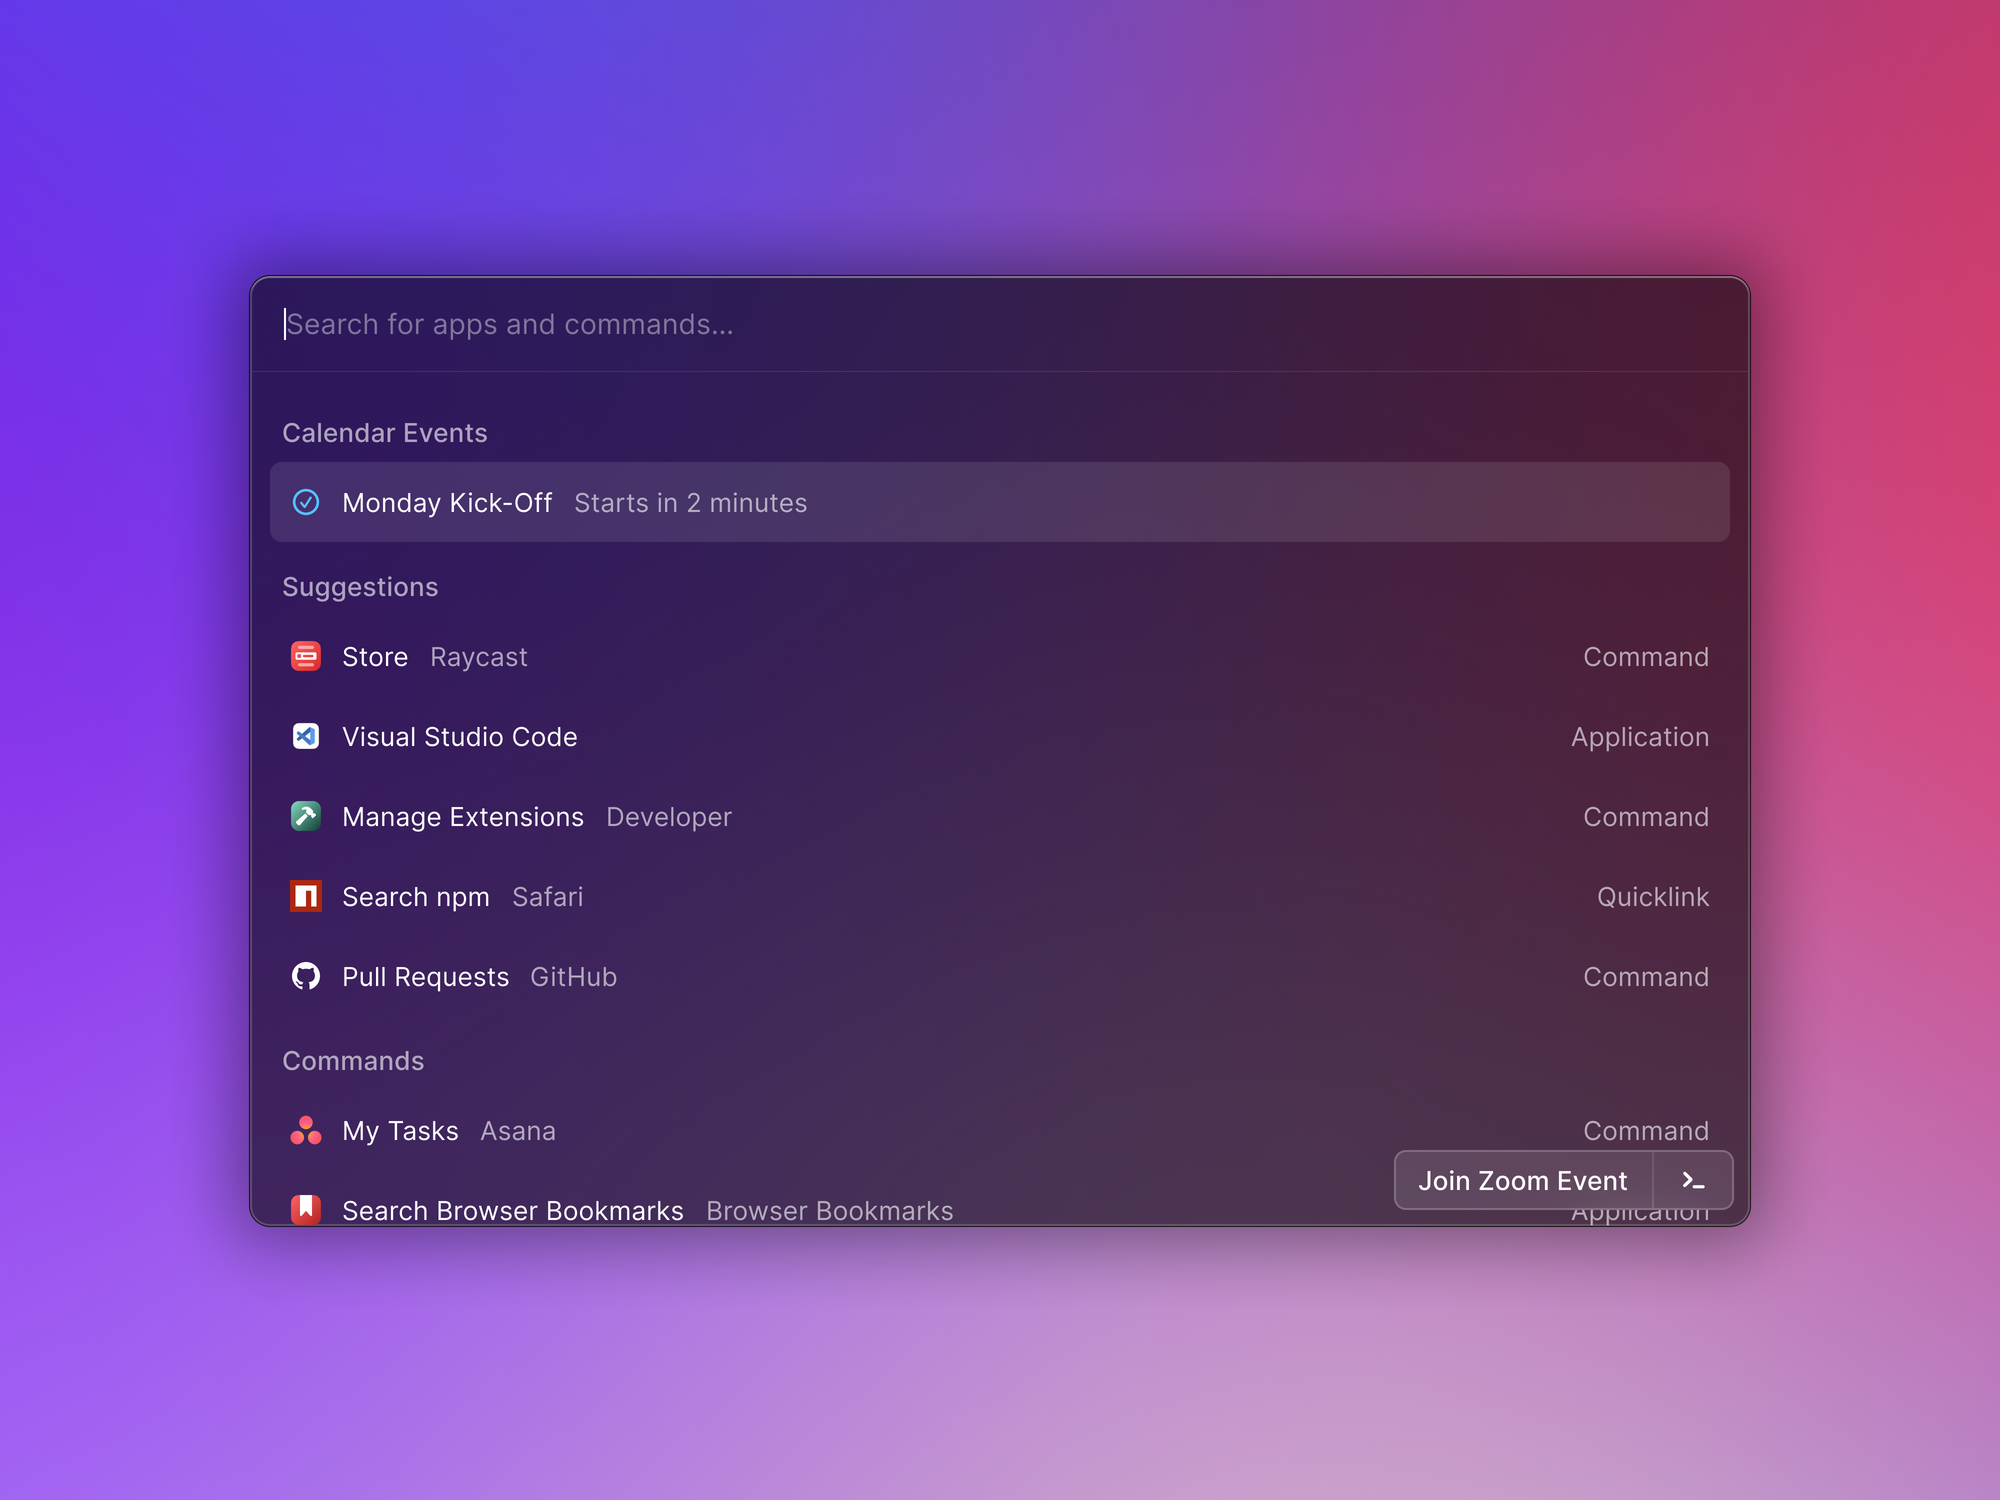 Search for apps and commands...
Calendar Events
Monday Kick-Off Starts in 2 minutes
Suggestions
Store Raycast Command
Visual Studio Code Application
Manage Extensions Developer Command
Search npm Safari Quicklink
Pull Requests GitHub Command
Commands
My Tasks Asana Command
Join Zoom Event
Search Browser Bookmarks Browser Bookmarks Application